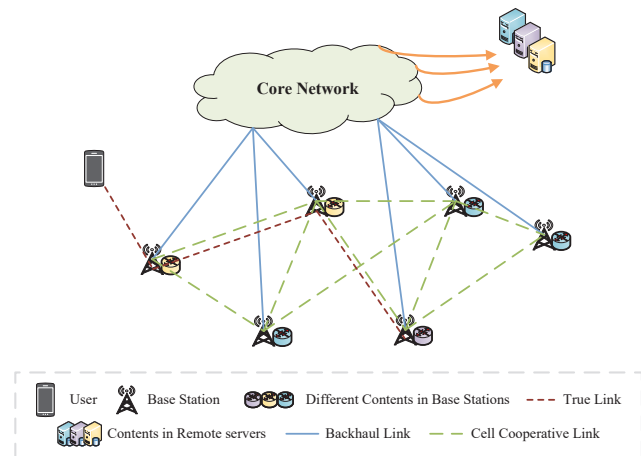 Core Network
User
Base Station
Different Contents in Base Stations
True Link
Contents in Remote servers
Backhaul Link
Cell Cooperative Link